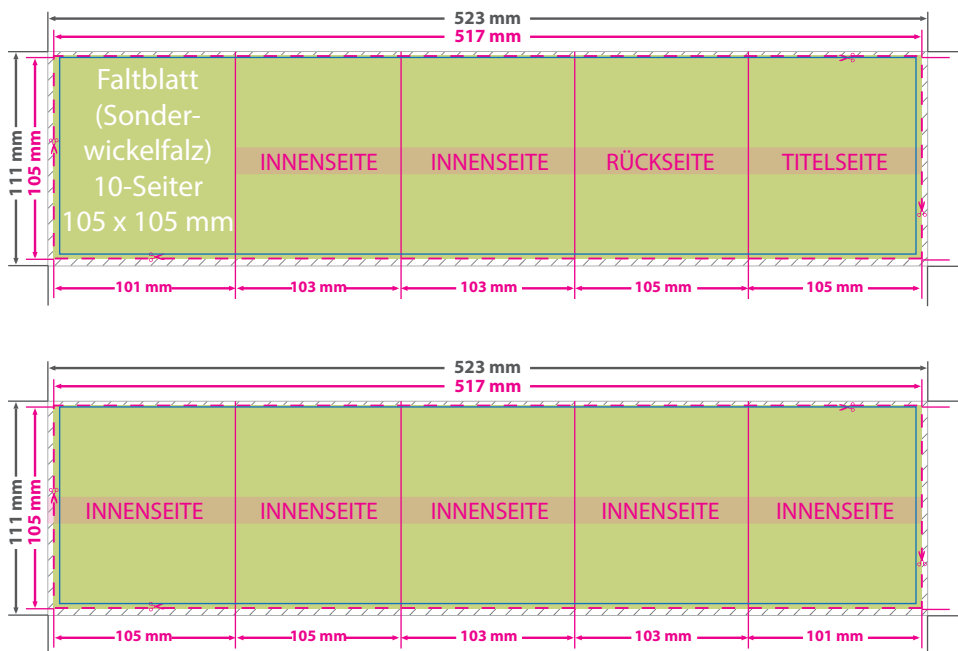 523 mm
517 mm
111 mm
105 mm
Faltblatt
(Sonder-
wickelfalz)
10-Seiter
105 x 105 mm
INNENSEITE INNENSEITE RÜCKSEITE TITELSEITE
101 mm 103 mm 103 mm 105 mm 105 mm
523 mm
517 mm
111 mm
105 mm
INNENSEITE INNENSEITE INNENSEITE INNENSEITE INNENSEITE
105 mm 105 mm 103 mm 103 mm 101 mm